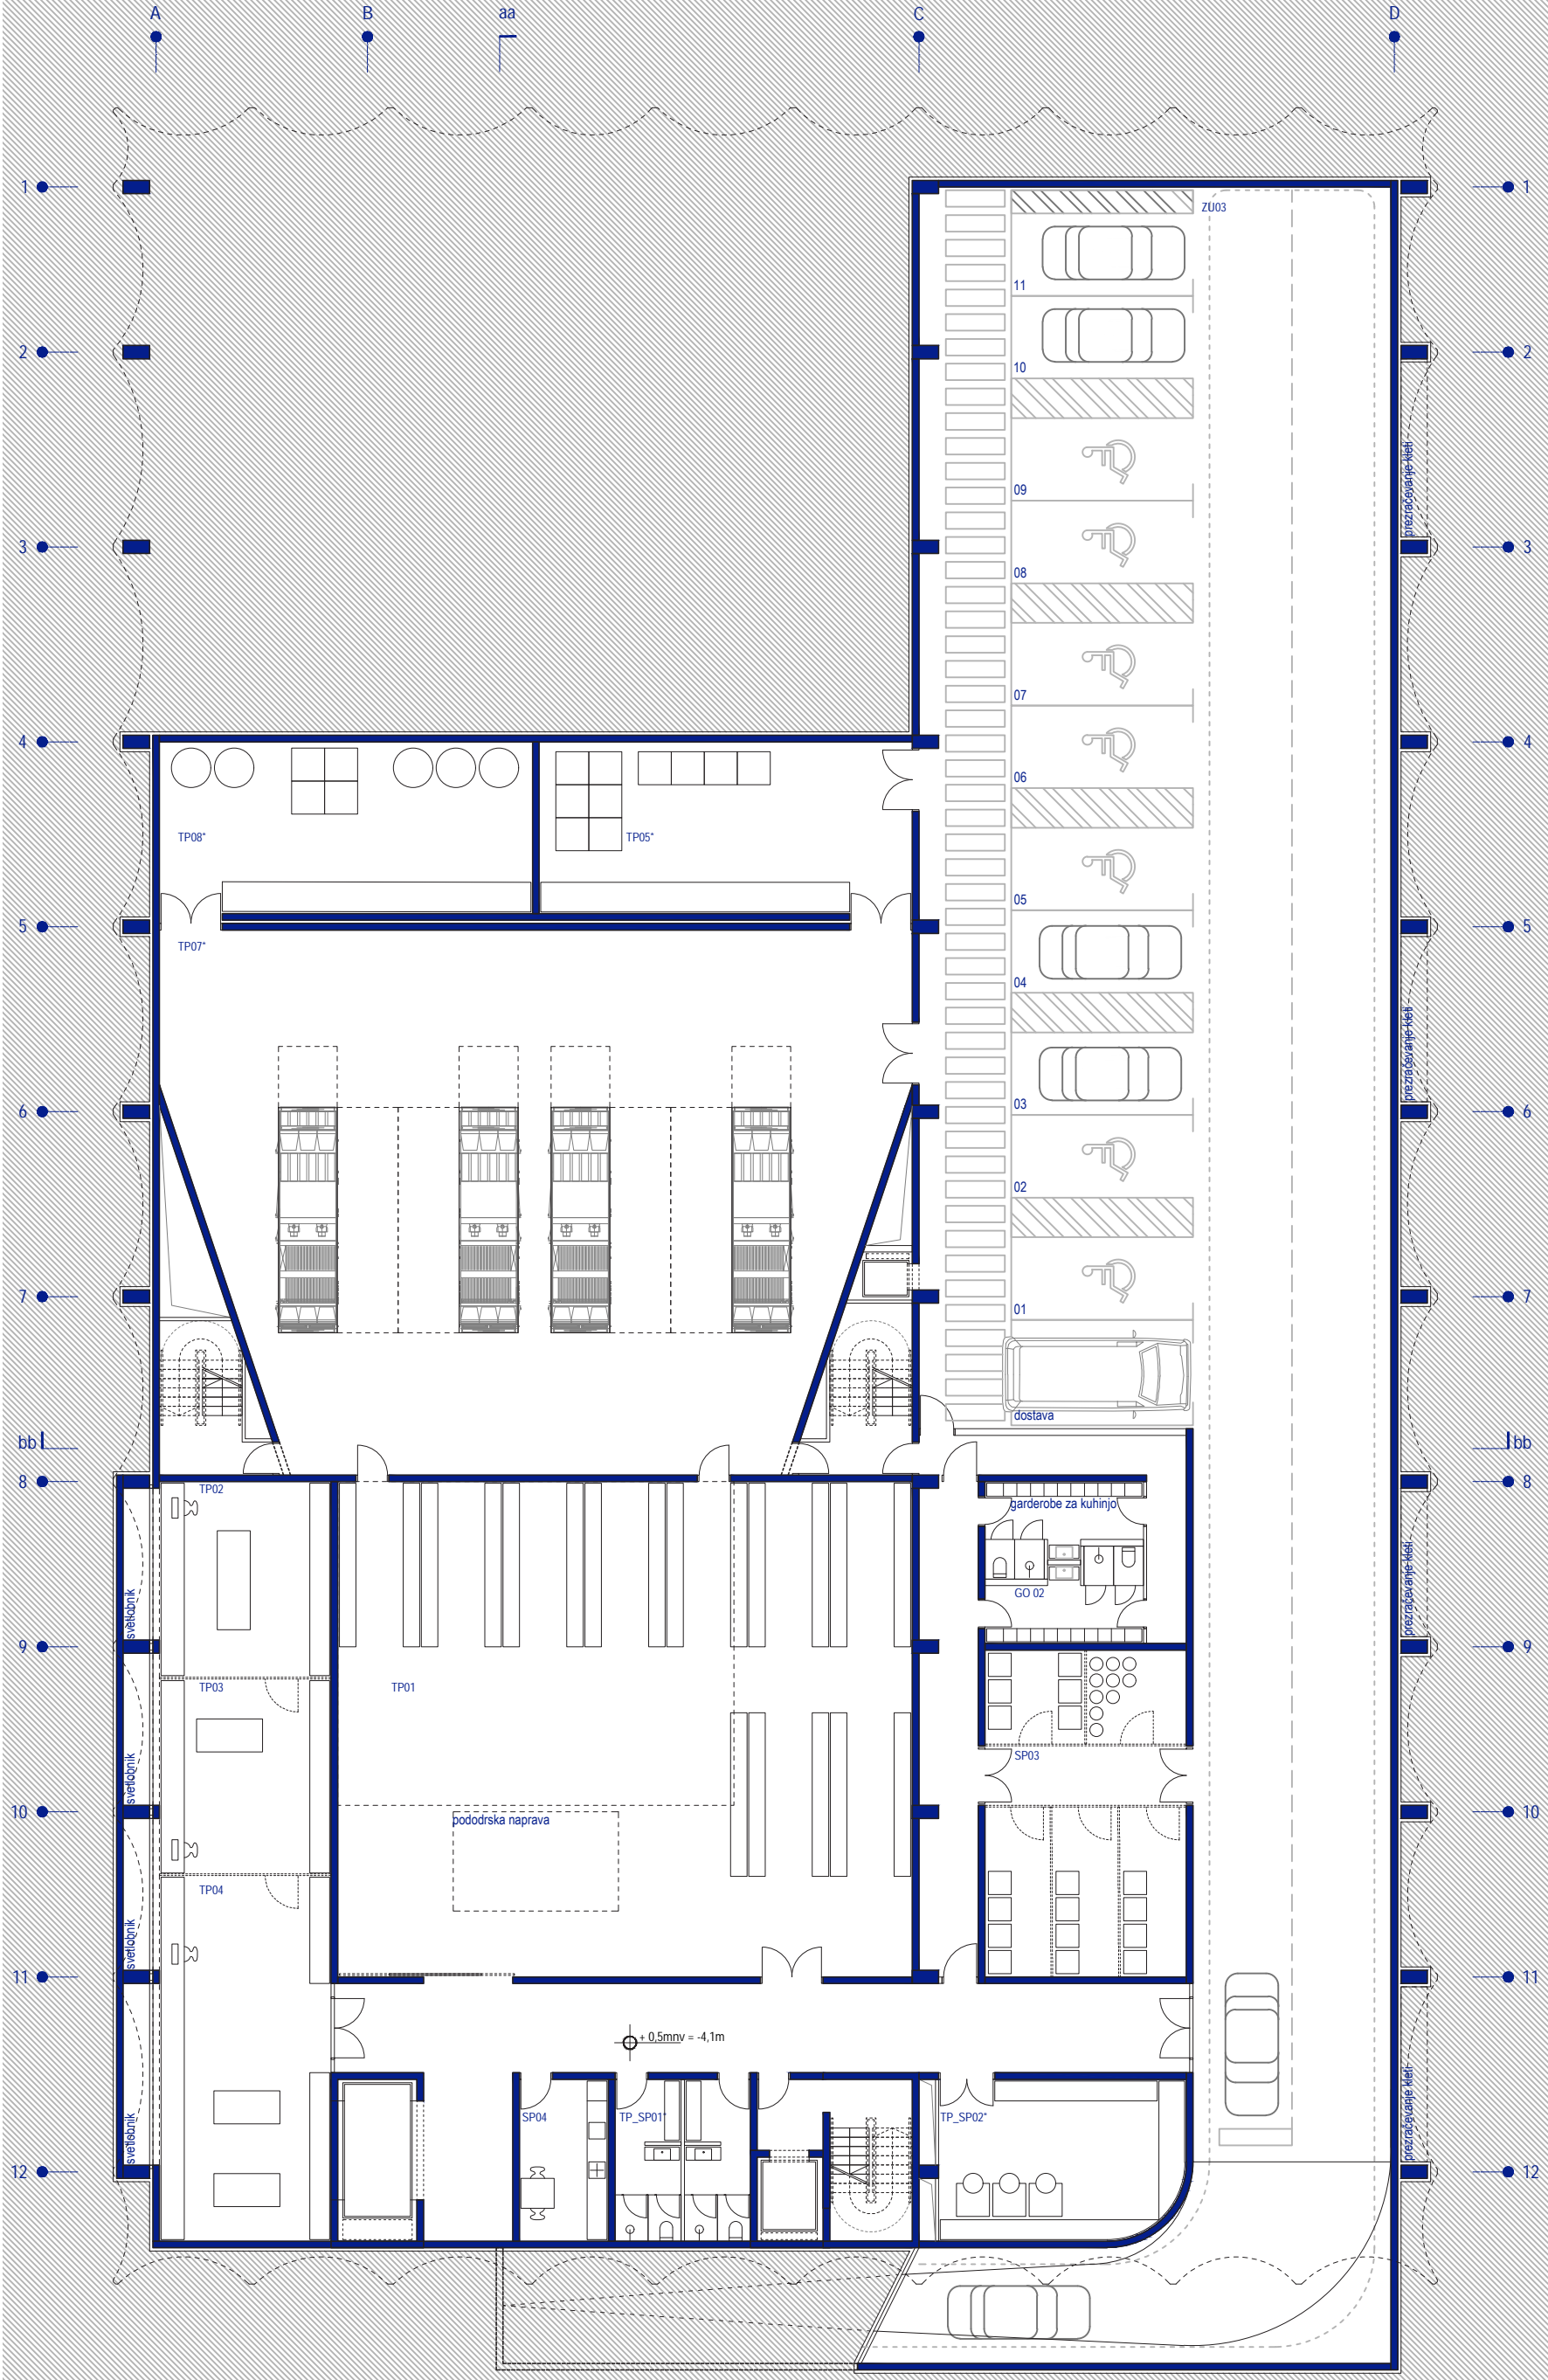 A B aa C D
1 1
ZU03
11
2 2
10
prezračevanje kleti
09
3 3
08
07
4 4
06
TP08* TP05*
05
5 5
TP07*
04
prezračevanje kleti
03
6 6
02
7 7
01
dostava
bb bb
8 8
TP02
garderobe za kuhinjo
prezračevanje kleti
svetlobnik
GO 02
9 9
TP03 TP01
SP03
svetlobnik
10 10
pododrska naprava
TP04
svetlobnik
11 11
+ 0,5mnv = -4,1m
SP04 TP_SP01* TP_SP02*
svetlobnik
prezračevanje kleti
12 12